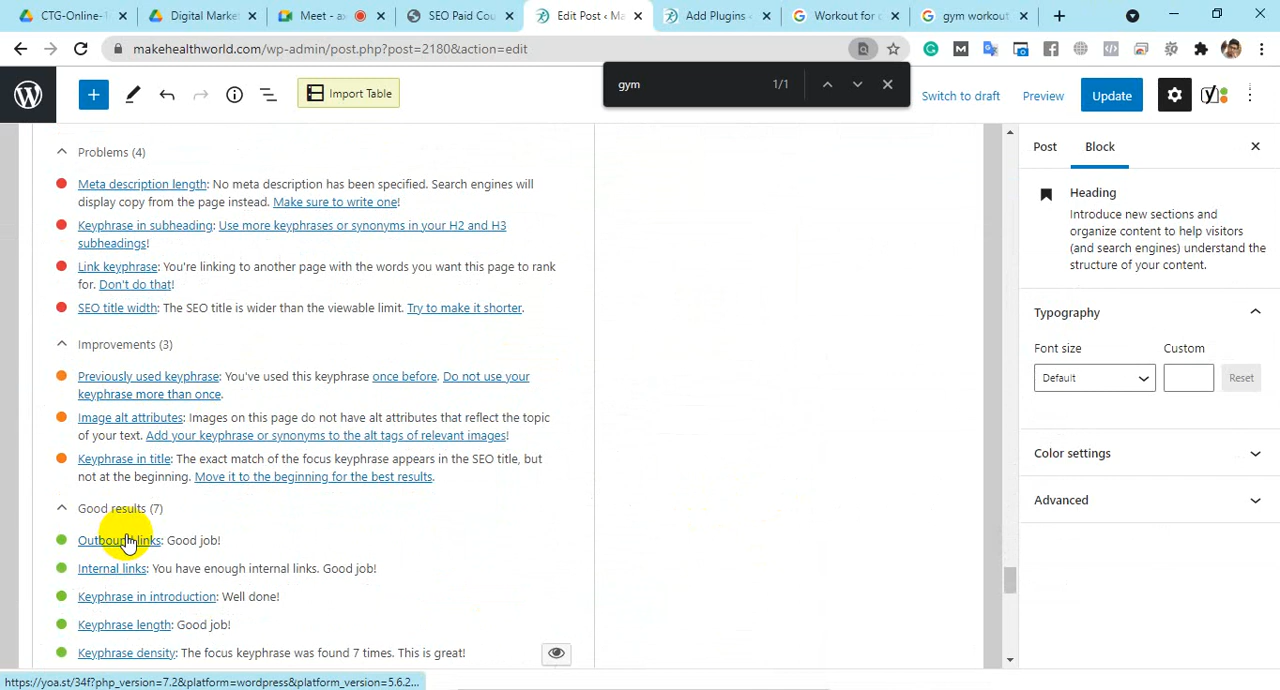 CTG-Online
Digital Market
Meet - ax
SEO Paid Cou
Edit Post ‹ Ma
Add Plugins ‹
Workout for c
gym workout
makehealthworld.com/wp-admin/post.php?post=2180&action=edit
gym 1/1
Import Table
Switch to draft
Preview
Update
Problems (4)
Meta description length: No meta description has been specified. Search engines will
display copy from the page instead. Make sure to write one!
Keyphrase in subheading: Use more keyphrases or synonyms in your H2 and H3
subheadings!
Link keyphrase: You're linking to another page with the words you want this page to rank
for. Don't do that!
SEO title width: The SEO title is wider than the viewable limit. Try to make it shorter.
Improvements (3)
Previously used keyphrase: You've used this keyphrase once before. Do not use your
keyphrase more than once.
Image alt attributes: Images on this page do not have alt attributes that reflect the topic
of your text. Add your keyphrase or synonyms to the alt tags of relevant images!
Keyphrase in title: The exact match of the focus keyphrase appears in the SEO title, but
not at the beginning. Move it to the beginning for the best results.
Good results (7)
Outbound links: Good job!
Internal links: You have enough internal links. Good job!
Keyphrase in introduction: Well done!
Keyphrase length: Good job!
Keyphrase density: The focus keyphrase was found 7 times. This is great!
Post
Block
Heading
Introduce new sections and
organize content to help visitors
(and search engines) understand the
structure of your content.
Typography
Font size
Custom
Default
Reset
Color settings
Advanced
https://yoa.st/34f?php_version=7.2&platform=wordpress&platform_version=5.6.2...